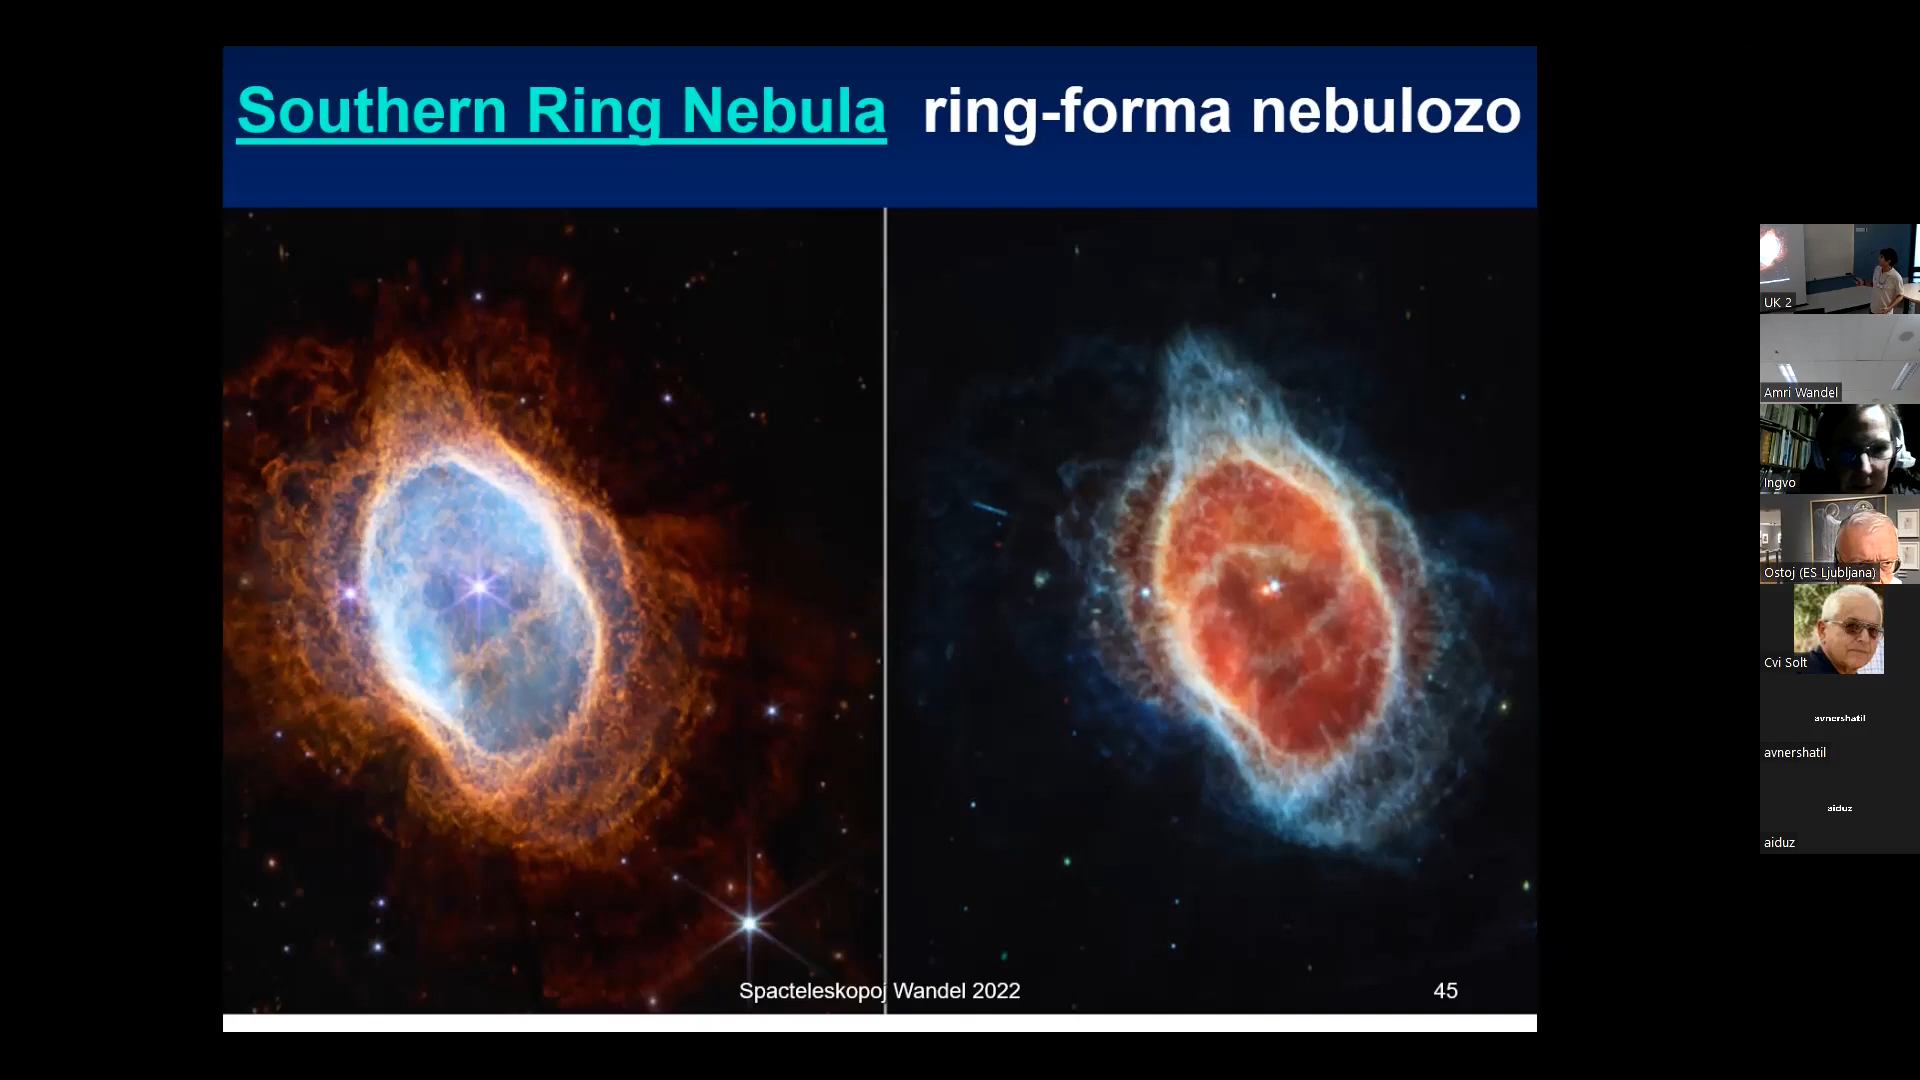 Southern Ring Nebula ring-forma nebulozo
Spacteleskopoj Wandel 2022
45
UK 2
Amri Wandel
Ingvo
Ostoj (ES Ljubljana)
Cvi Solt
avnershatil
avnershatil
aiduz
aiduz